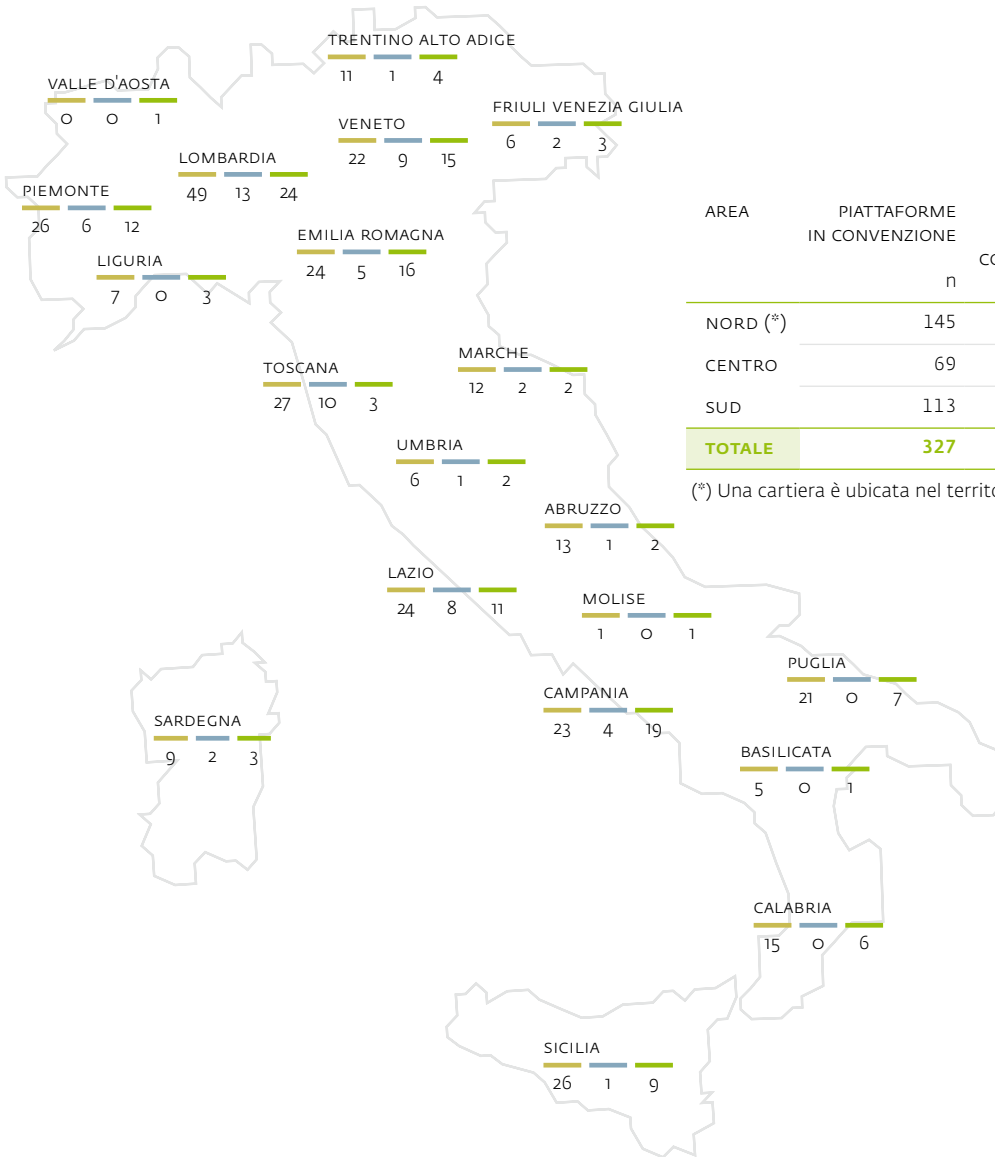 TRENTINO ALTO ADIGE
11 1 4
VALLE D'AOSTA
0 0 1
FRIULI VENEZIA GIULIA
6 2 3
VENETO
22 9 15
LOMBARDIA
49 13 24
PIEMONTE
26 6 12
EMILIA ROMAGNA
24 5 16
LIGURIA
7 0 3
TOSCANA
27 10 3
MARCHE
12 2 2
UMBRIA
6 1 2
ABRUZZO
13 1 2
LAZIO
24 8 11
MOLISE
1 0 1
PUGLIA
21 0 7
CAMPANIA
23 4 19
SARDEGNA
9 2 3
BASILICATA
5 0 1
CALABRIA
15 0 6
SICILIA
26 1 9
AREA PIATTAFORME
IN CONVENZIONE
n
NORD (*) 145
CENTRO 69
SUD 113
TOTALE 327
(*) Una cartiera è ubicata nel